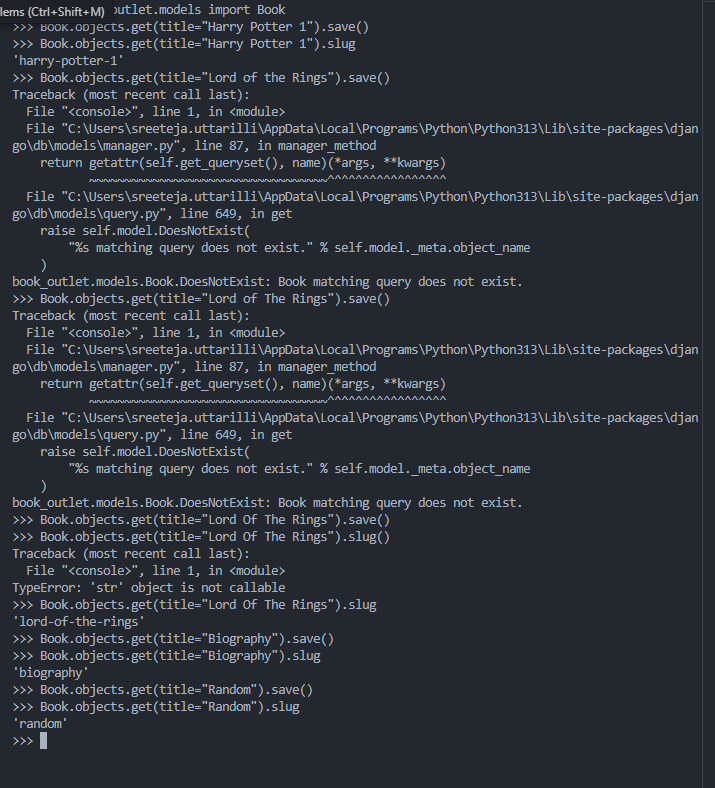 lems (Ctrl+Shift+M) outlet.models import Book
>>> Book.objects.get(title="Harry Potter 1").save()
>>> Book.objects.get(title="Harry Potter 1").slug
'harry-potter-1'
>>> Book.objects.get(title="Lord of the Rings").save()
Traceback (most recent call last):
  File "<console>", line 1, in <module>
  File "C:\Users\sreeteja.uttarilli\AppData\Local\Programs\Python\Python313\Lib\site-packages\djan
go\db\models\manager.py", line 87, in manager_method
    return getattr(self.get_queryset(), name)(*args, **kwargs)
           ~~~~~~~~~~~~~~~~~~~~~~~~~~~~~~~~~~^^^^^^^^^^^^^^^^^
  File "C:\Users\sreeteja.uttarilli\AppData\Local\Programs\Python\Python313\Lib\site-packages\djan
go\db\models\query.py", line 649, in get
    raise self.model.DoesNotExist(
        "%s matching query does not exist." % self.model._meta.object_name
    )
book_outlet.models.Book.DoesNotExist: Book matching query does not exist.
>>> Book.objects.get(title="Lord of The Rings").save()
Traceback (most recent call last):
  File "<console>", line 1, in <module>
  File "C:\Users\sreeteja.uttarilli\AppData\Local\Programs\Python\Python313\Lib\site-packages\djan
go\db\models\manager.py", line 87, in manager_method
    return getattr(self.get_queryset(), name)(*args, **kwargs)
           ~~~~~~~~~~~~~~~~~~~~~~~~~~~~~~~~~~^^^^^^^^^^^^^^^^^
  File "C:\Users\sreeteja.uttarilli\AppData\Local\Programs\Python\Python313\Lib\site-packages\djan
go\db\models\query.py", line 649, in get
    raise self.model.DoesNotExist(
        "%s matching query does not exist." % self.model._meta.object_name
    )
book_outlet.models.Book.DoesNotExist: Book matching query does not exist.
>>> Book.objects.get(title="Lord Of The Rings").save()
>>> Book.objects.get(title="Lord Of The Rings").slug()
Traceback (most recent call last):
  File "<console>", line 1, in <module>
TypeError: 'str' object is not callable
>>> Book.objects.get(title="Lord Of The Rings").slug
'lord-of-the-rings'
>>> Book.objects.get(title="Biography").save()
>>> Book.objects.get(title="Biography").slug
'biography'
>>> Book.objects.get(title="Random").save()
>>> Book.objects.get(title="Random").slug
'random'
>>>